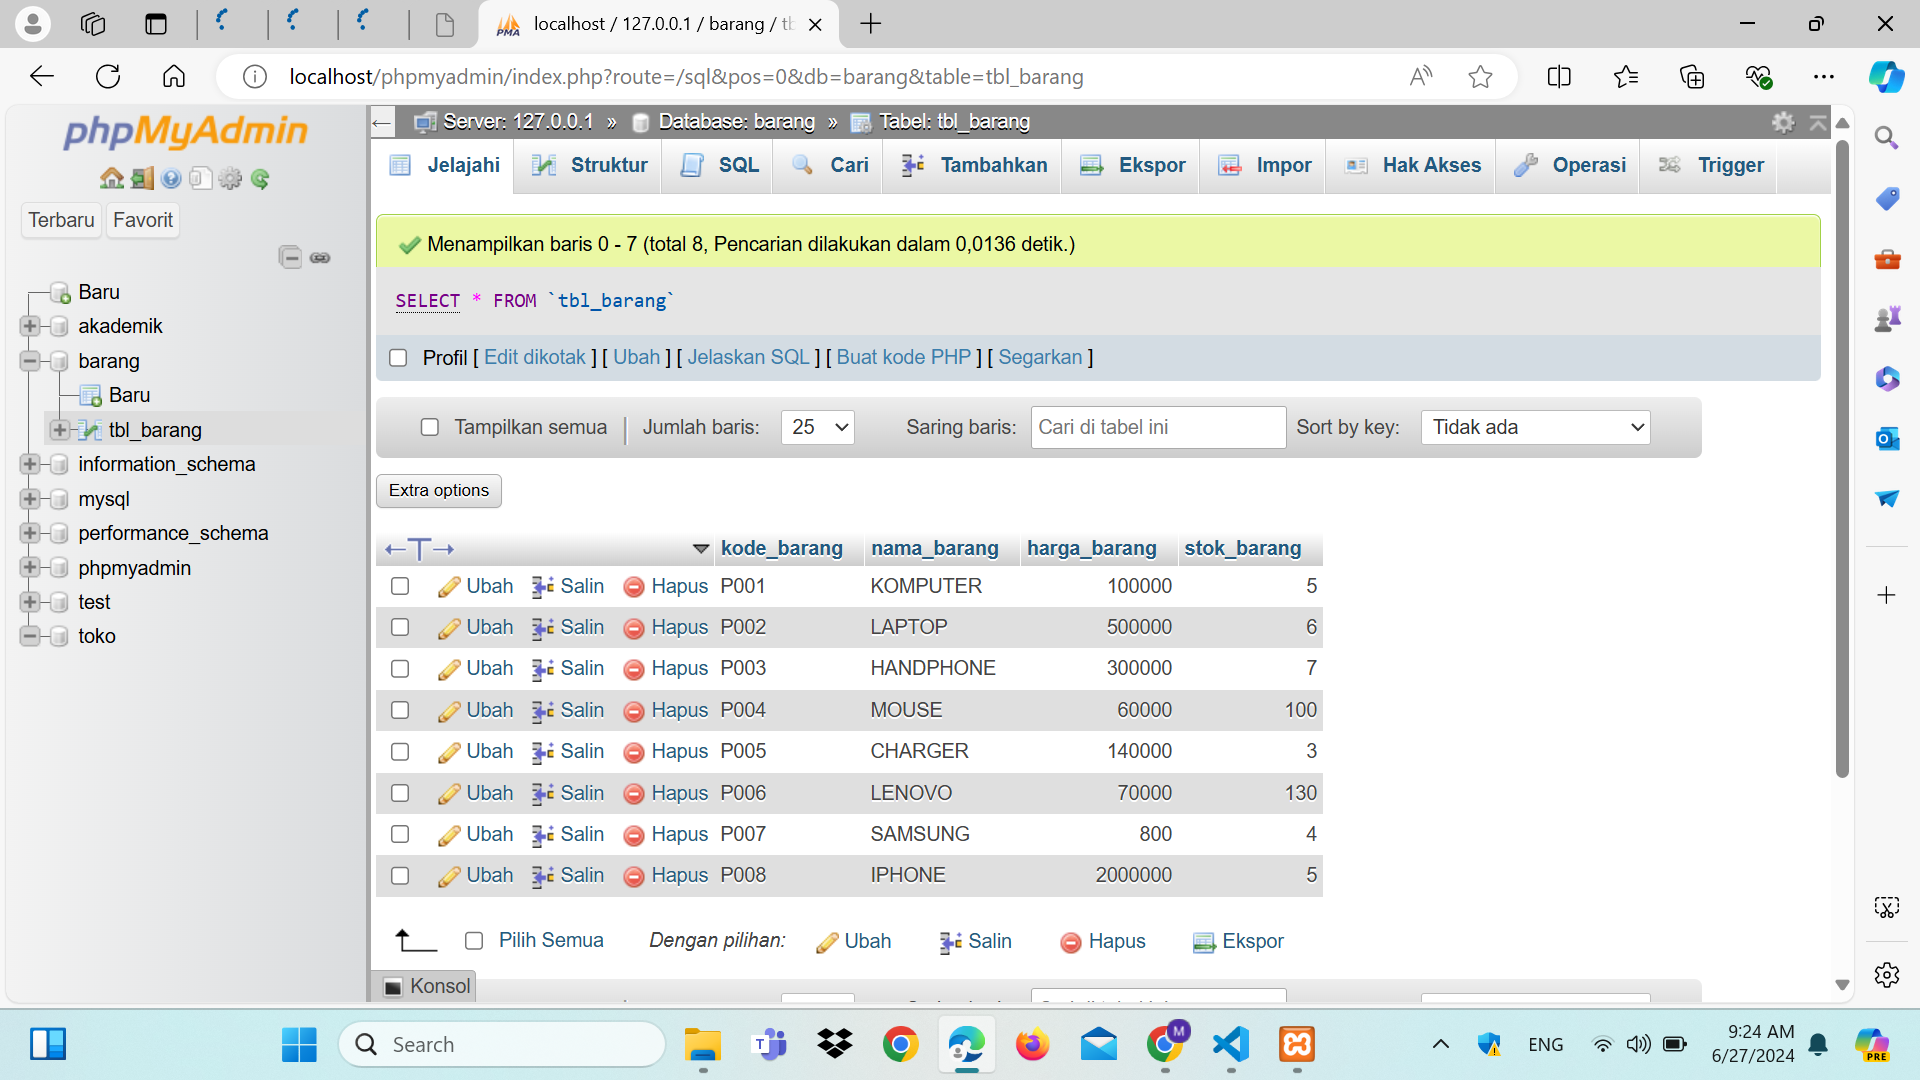 localhost / 127.0.0.1 / barang / tb
localhost/phpmyadmin/index.php?route=/sql&pos=0&db=barang&table=tbl_barang
phpMyAdmin
Terbaru Favorit
Baru
akademik
barang
Baru
tbl_barang
information_schema
mysql
performance_schema
phpmyadmin
test
toko
Server: 127.0.0.1 » Database: barang » Tabel: tbl_barang
Jelajahi Struktur SQL Cari Tambahkan Ekspor Impor Hak Akses Operasi Trigger
Menampilkan baris 0 - 7 (total 8, Pencarian dilakukan dalam 0,0136 detik.)
SELECT * FROM `tbl_barang`
Profil [ Edit dikotak ] [ Ubah ] [ Jelaskan SQL ] [ Buat kode PHP ] [ Segarkan ]
Tampilkan semua Jumlah baris: 25 Saring baris: Cari di tabel ini Sort by key: Tidak ada
Extra options
←T→ kode_barang nama_barang harga_barang stok_barang
Ubah Salin Hapus P001 KOMPUTER 100000 5
Ubah Salin Hapus P002 LAPTOP 500000 6
Ubah Salin Hapus P003 HANDPHONE 300000 7
Ubah Salin Hapus P004 MOUSE 60000 100
Ubah Salin Hapus P005 CHARGER 140000 3
Ubah Salin Hapus P006 LENOVO 70000 130
Ubah Salin Hapus P007 SAMSUNG 800 4
Ubah Salin Hapus P008 IPHONE 2000000 5
Pilih Semua Dengan pilihan: Ubah Salin Hapus Ekspor
Konsol
Search
M
ENG
9:24 AM
6/27/2024
PRE